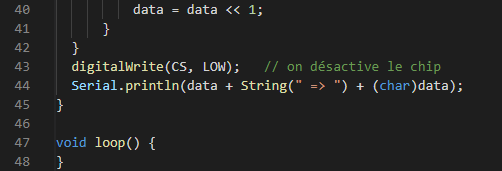 40 data = data << 1;
41 }
42 }
43 digitalWrite(CS, LOW); // on désactive le chip
44 Serial.println(data + String(" => ") + (char)data);
45 }
46
47 void loop() {
48 }